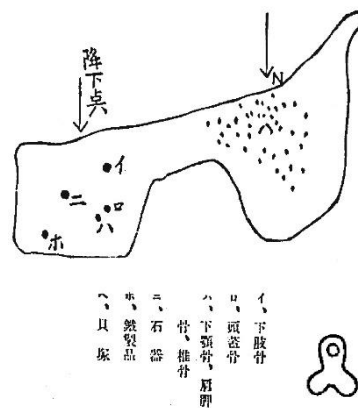 降下点
N
イ
ニ
ロ
ハ
ホ
ヘ
イ、下肢骨
ロ、頭蓋骨
ハ、下顎骨、肩胛
骨、椎骨
ニ、石器
ホ、鐵製品
ヘ、貝塚